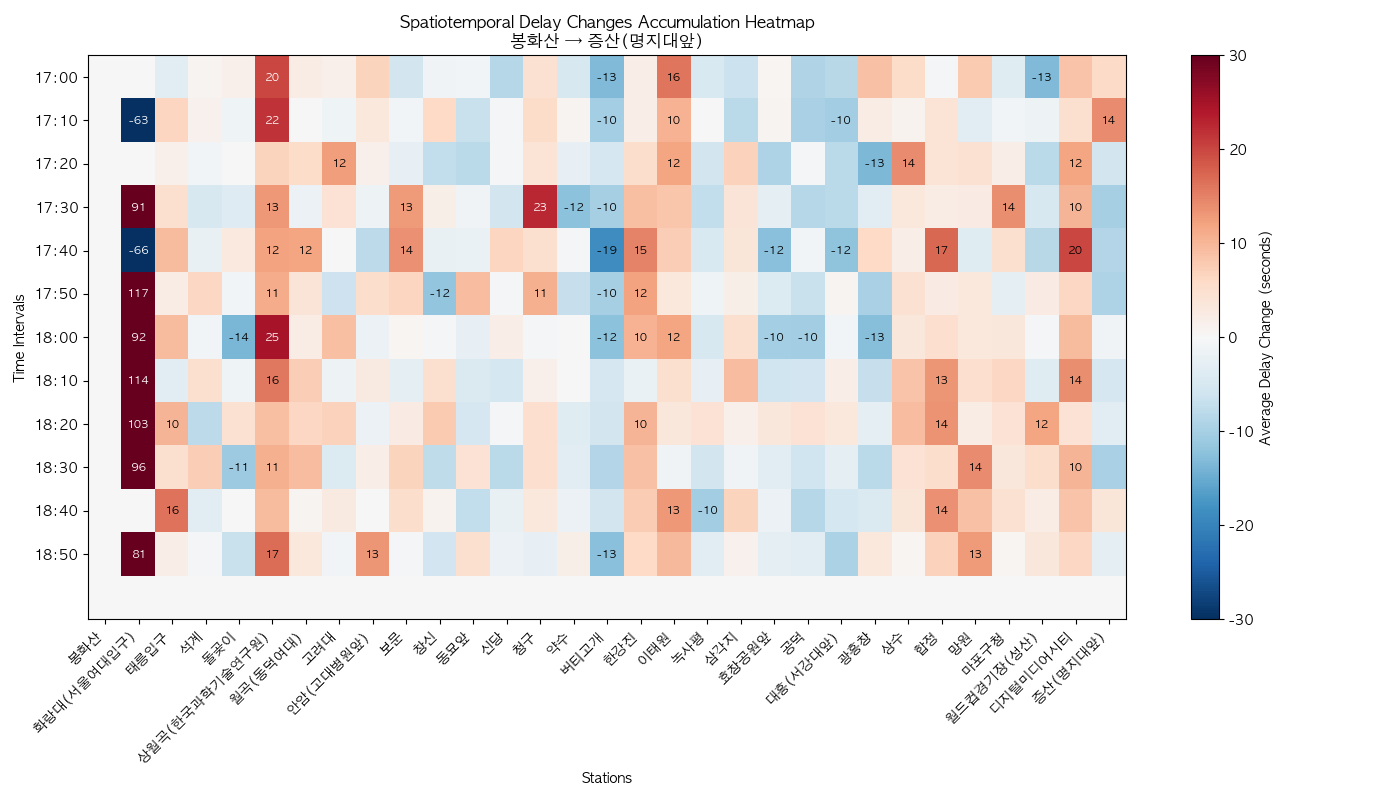 Spatiotemporal Delay Changes Accumulation Heatmap
봉화산 → 증산(명지대앞)
Time Intervals
17:00 20 -13 16 -13
17:10 -63 22 -10 10 -10 14
17:20 12 12 -13 14 12
17:30 91 13 13 23 -12 -10 14 10
17:40 -66 12 12 14 -19 15 -12 -12 17 20
17:50 117 11 -12 11 -10 12
18:00 92 -14 25 -12 10 12 -10 -10 -13
18:10 114 16 13 14
18:20 103 10 10 14 12
18:30 96 -11 11 14 10
18:40 16 13 -10 14
18:50 81 17 13 -13 13
봉화산
화랑대(서울여대입구)
태릉입구
석계
돌곶이
상월곡(한국과학기술연구원)
월곡(동덕여대)
고려대
안암(고대병원앞)
보문
창신
동묘앞
신당
청구
약수
버티고개
한강진
이태원
녹사평
삼각지
효창공원앞
공덕
대흥(서강대앞)
광흥창
상수
합정
망원
마포구청
월드컵경기장(성산)
디지털미디어시티
증산(명지대앞)
Stations
30
20
10
0
-10
-20
-30
Average Delay Change (seconds)